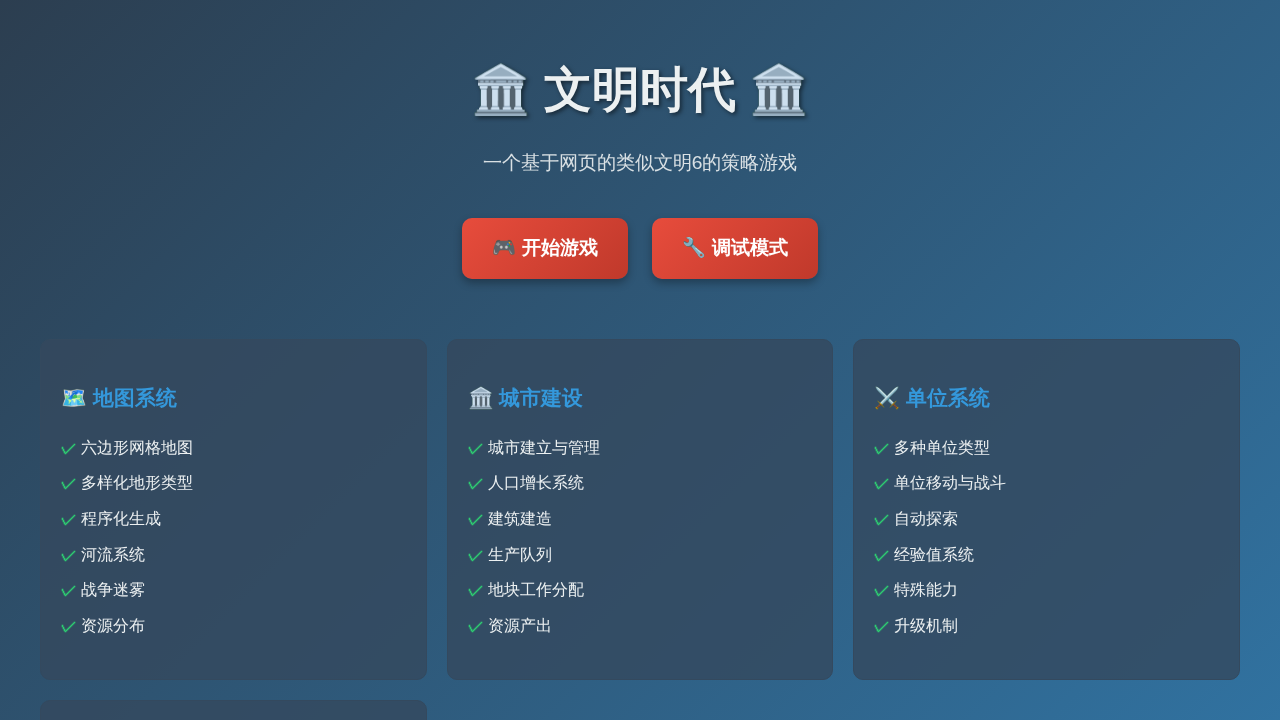 🏛️ 文明时代 🏛️
一个基于网页的类似文明6的策略游戏
🎮 开始游戏
🔧 调试模式
🗺️ 地图系统
✓ 六边形网格地图
✓ 多样化地形类型
✓ 程序化生成
✓ 河流系统
✓ 战争迷雾
✓ 资源分布
🏛️ 城市建设
✓ 城市建立与管理
✓ 人口增长系统
✓ 建筑建造
✓ 生产队列
✓ 地块工作分配
✓ 资源产出
⚔️ 单位系统
✓ 多种单位类型
✓ 单位移动与战斗
✓ 自动探索
✓ 经验值系统
✓ 特殊能力
✓ 升级机制